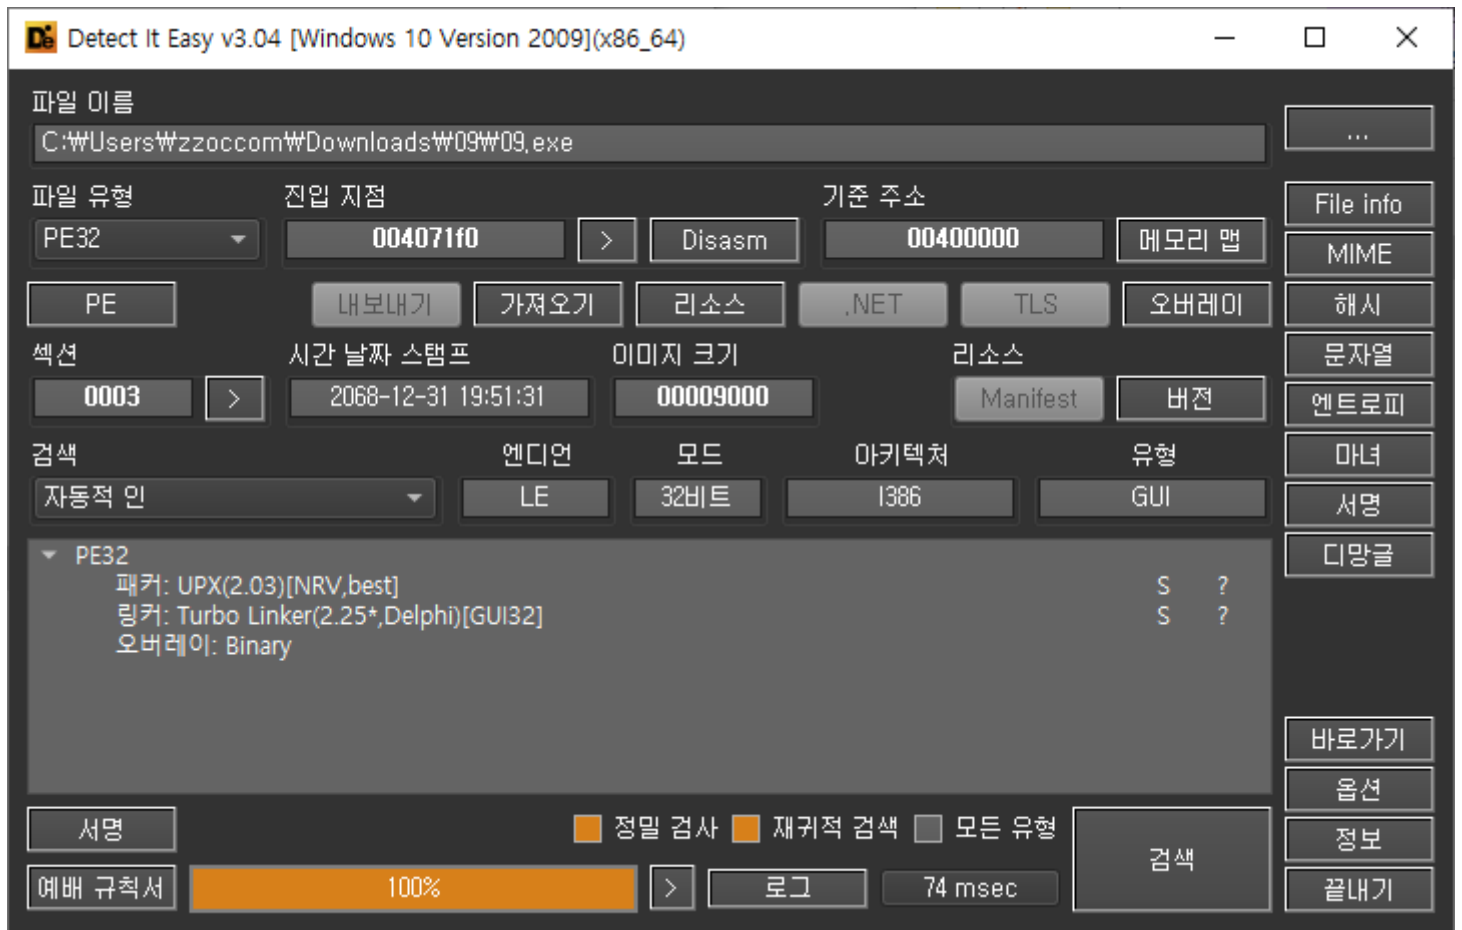 De Detect It Easy v3.04 [Windows 10 Version 2009](x86_64)
파일 이름
C:₩Users₩zzoccom₩Downloads₩09₩09.exe
...
파일 유형 진입 지점 기준 주소
PE32 004071f0 > Disasm 00400000 메모리 맵
File info
MIME
PE 내보내기 가져오기 리소스 .NET TLS 오버레이 해시
섹션 시간 날짜 스탬프 이미지 크기 리소스 문자열
0003 > 2068-12-31 19:51:31 00009000 Manifest 버전 엔트로피
검색 엔디언 모드 아키텍처 유형 마녀
자동적 인 LE 32비트 I386 GUI 서명
PE32 디망글
패커: UPX(2.03)[NRV,best] S ?
링커: Turbo Linker(2.25*,Delphi)[GUI32] S ?
오버레이: Binary
바로가기
옵션
서명 정밀 검사 재귀적 검색 모든 유형 검색 정보
예배 규칙서 100% > 로그 74 msec 끝내기